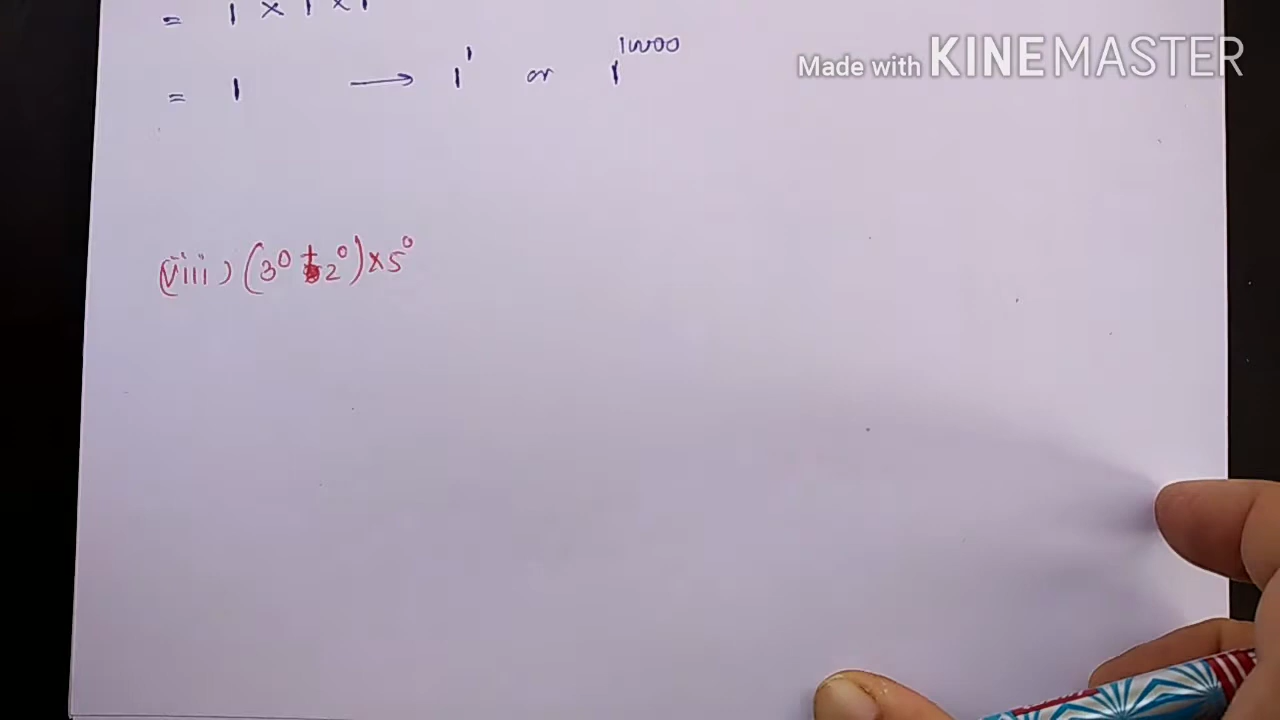 = 1 × 1 × 1
= 1 → 1¹ or 1¹⁰⁰⁰
Made with KINEMASTER
(viii) (3⁰ + 2⁰) × 5⁰